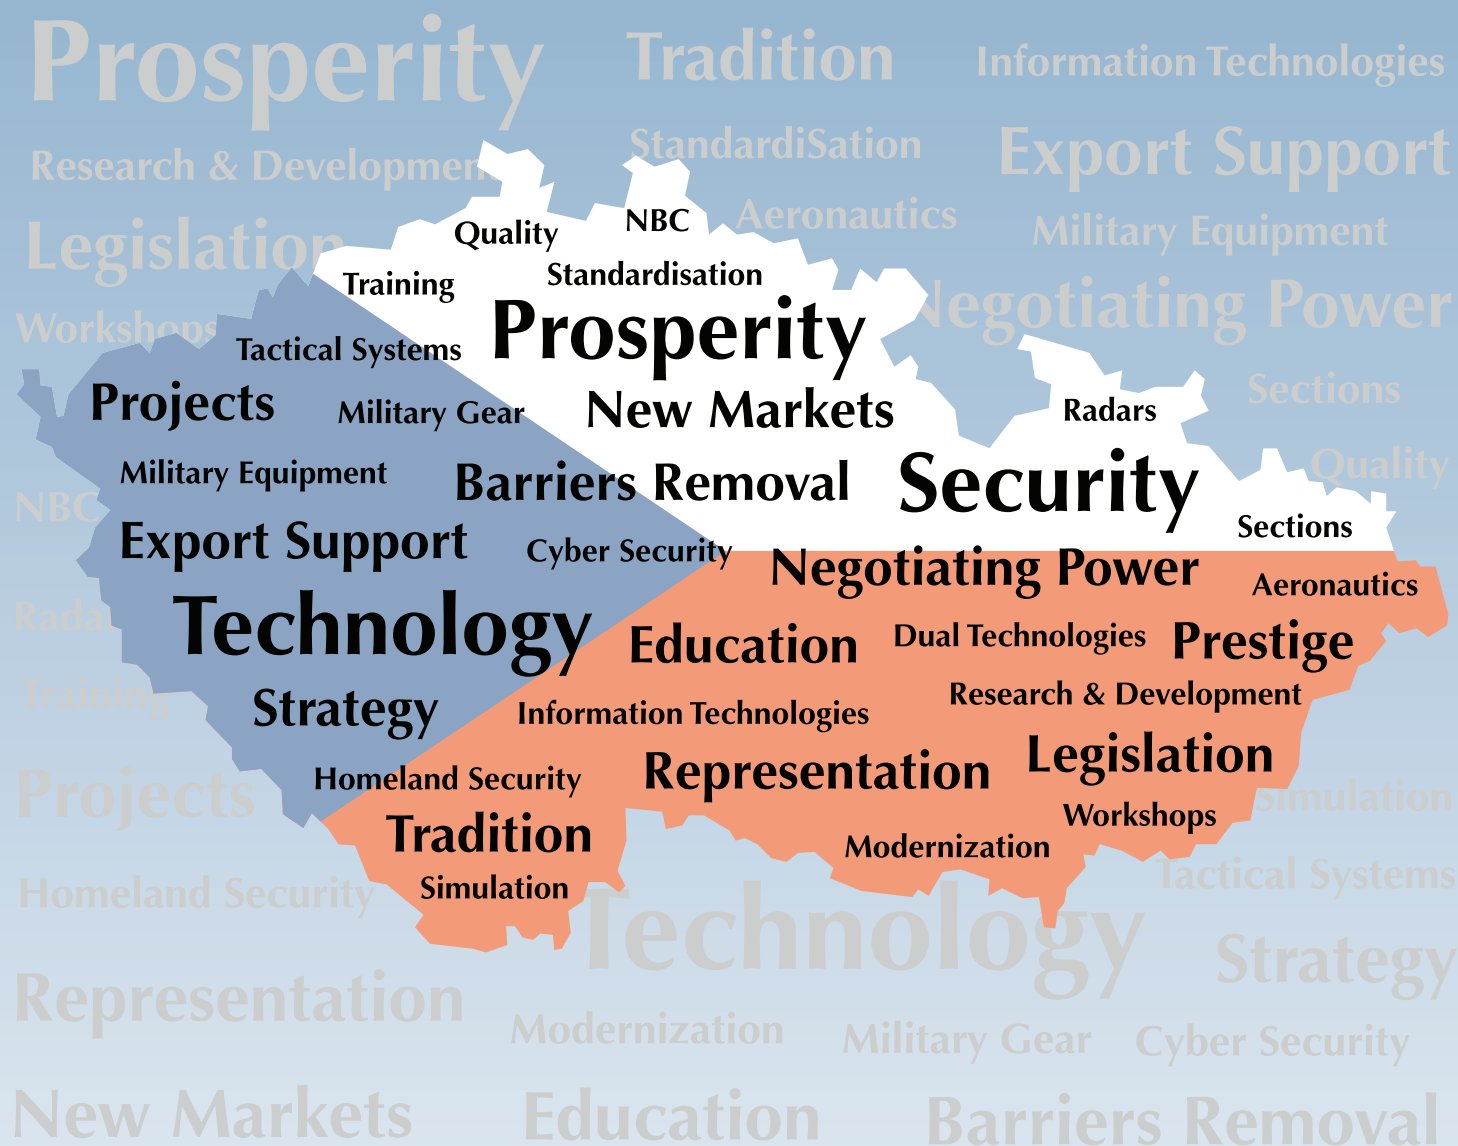 Prosperity
Tradition
Information Technologies
StandardiSation
Export Support
Research & Development
Aeronautics
Military Equipment
Legislation
Negotiating Power
Workshops
Sections
Quality
NBC
Radar
Training
Projects
Simulation
Tactical Systems
Homeland Security
Technology
Strategy
Representation
Modernization
Military Gear
Cyber Security
New Markets
Education
Barriers Removal
Quality
NBC
Training
Standardisation
Prosperity
Tactical Systems
Projects
Military Gear
New Markets
Radars
Military Equipment
Barriers Removal
Security
Sections
Export Support
Cyber Security
Negotiating Power
Aeronautics
Technology
Education
Dual Technologies
Prestige
Research & Development
Strategy
Information Technologies
Legislation
Homeland Security
Representation
Workshops
Tradition
Modernization
Simulation